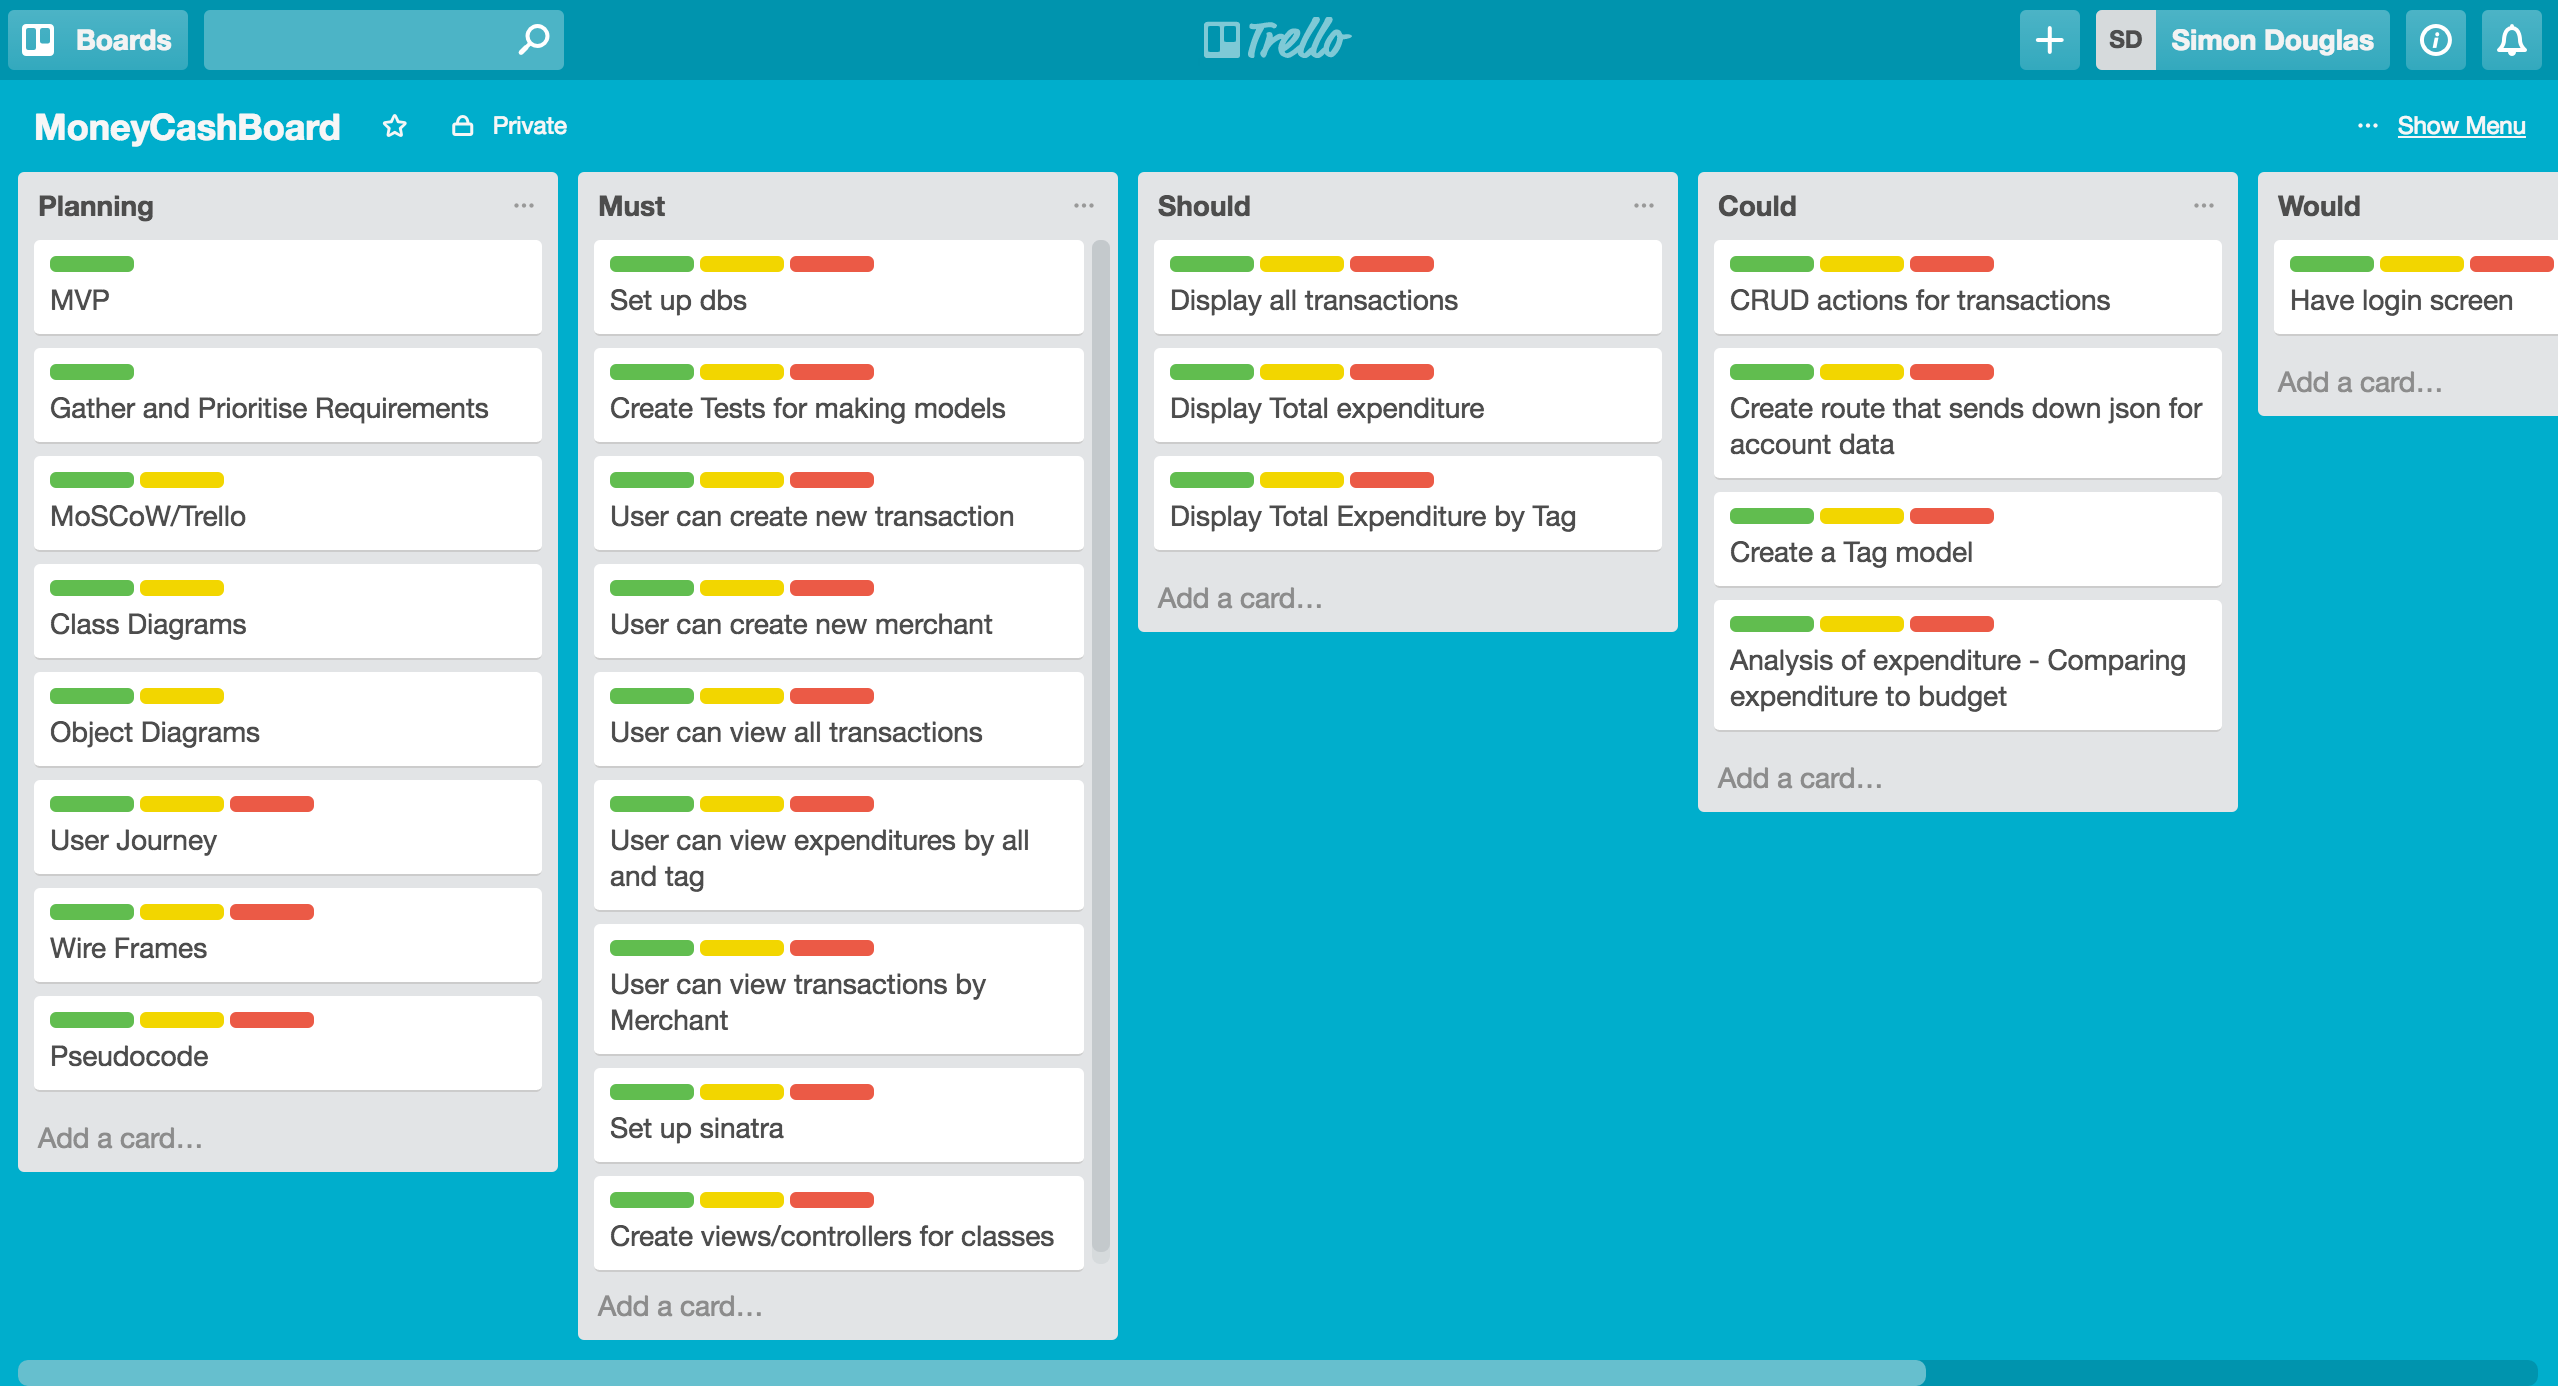 Boards
Trello
SD
Simon Douglas
MoneyCashBoard
Private
Show Menu
Planning
MVP
Gather and Prioritise Requirements
MoSCoW/Trello
Class Diagrams
Object Diagrams
User Journey
Wire Frames
Pseudocode
Add a card…
Must
Set up dbs
Create Tests for making models
User can create new transaction
User can create new merchant
User can view all transactions
User can view expenditures by all
and tag
User can view transactions by
Merchant
Set up sinatra
Create views/controllers for classes
Add a card…
Should
Display all transactions
Display Total expenditure
Display Total Expenditure by Tag
Add a card…
Could
CRUD actions for transactions
Create route that sends down json for
account data
Create a Tag model
Analysis of expenditure - Comparing
expenditure to budget
Add a card…
Would
Have login screen
Add a card…